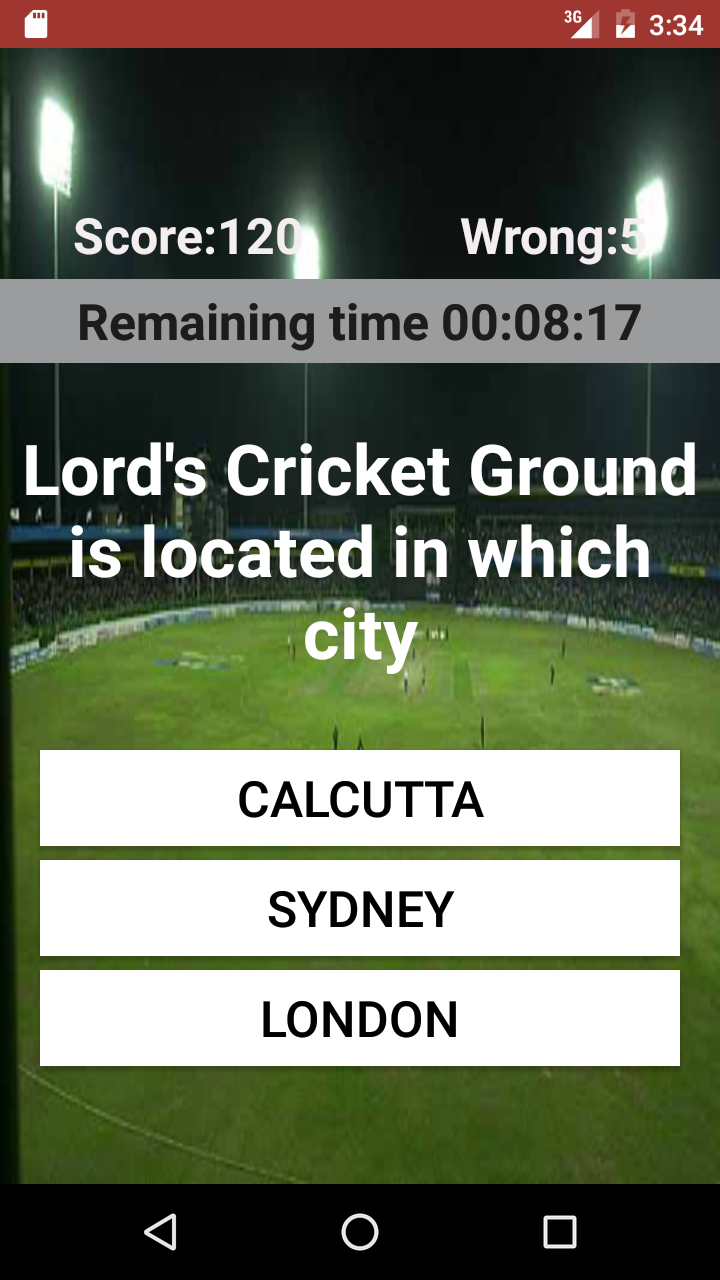 3G 3:34
Score:120 Wrong:5
Remaining time 00:08:17
Lord's Cricket Ground
is located in which
city
CALCUTTA
SYDNEY
LONDON